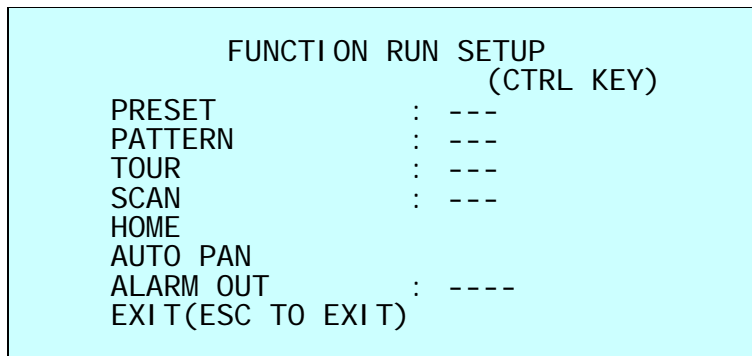 FUNCTION RUN SETUP
(CTRL KEY)
PRESET : ---
PATTERN : ---
TOUR : ---
SCAN : ---
HOME
AUTO PAN
ALARM OUT : ----
EXIT(ESC TO EXIT)